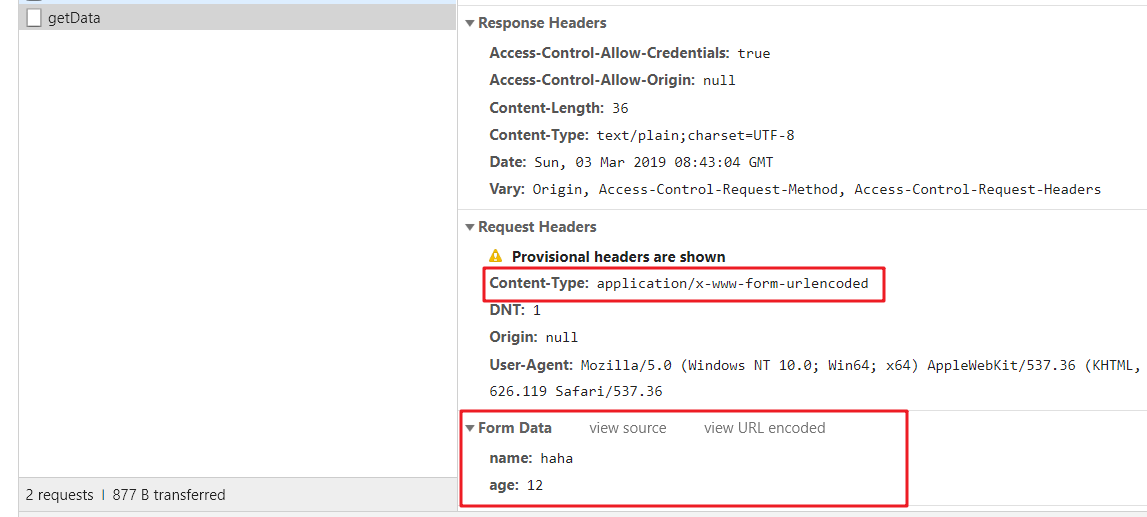 getData
Response Headers
Access-Control-Allow-Credentials: true
Access-Control-Allow-Origin: null
Content-Length: 36
Content-Type: text/plain;charset=UTF-8
Date: Sun, 03 Mar 2019 08:43:04 GMT
Vary: Origin, Access-Control-Request-Method, Access-Control-Request-Headers
Request Headers
Provisional headers are shown
Content-Type: application/x-www-form-urlencoded
DNT: 1
Origin: null
User-Agent: Mozilla/5.0 (Windows NT 10.0; Win64; x64) AppleWebKit/537.36 (KHTML,
626.119 Safari/537.36
Form Data view source view URL encoded
name: haha
age: 12
2 requests | 877 B transferred